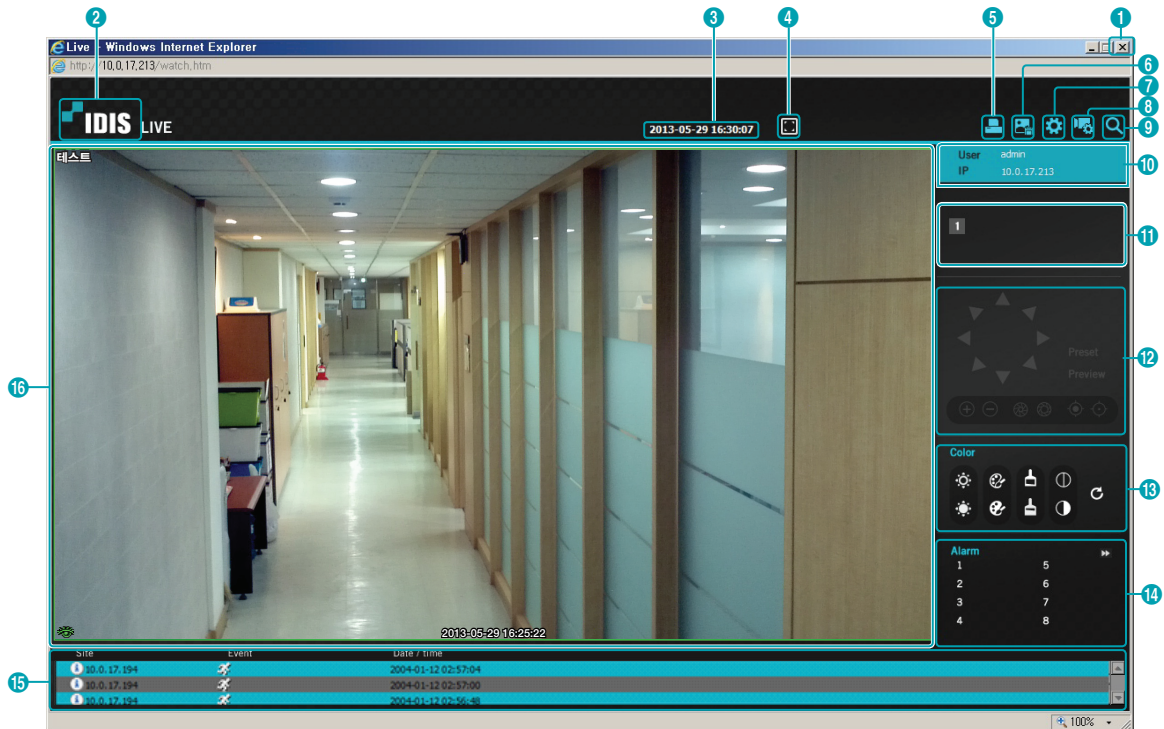 2
3
4
5
1
Live - Windows Internet Explorer
http://10.0.17.213/watch.htm
6
7
8
9
IDIS LIVE
2013-05-29 16:30:07
테스트
User admin
IP 10.0.17.213
10
1
11
Preset
Preview
12
16
Color
13
Alarm
1 5
2 6
3 7
4 8
14
2013-05-29 16:25:22
Site Event Date / time
10.0.17.194 2004-01-12 02:57:04
10.0.17.194 2004-01-12 02:57:00
10.0.17.194 2004-01-12 02:56:48
15
100%